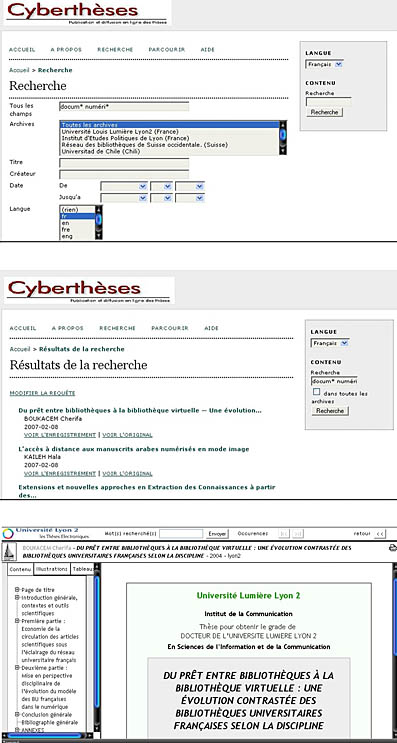 Cyberthèses
Publication et diffusion en ligne des thèses
ACCUEIL A PROPOS RECHERCHE PARCOURIR AIDE
Accueil > Recherche
Recherche
Tous les champs
docum* numéri*
Archives
Toutes les archives
Université Louis Lumière Lyon2 (France)
Institut d'Etudes Politiques de Lyon (France)
Réseau des bibliothèques de Suisse occidentale. (Suisse)
Universitad de Chile (Chili)
Titre
Créateur
Date De
Jusqu'a
Langue
(rien)
fr
en
fre
eng
LANGUE
Français
CONTENU
Recherche
Recherche
Cyberthèses
Publication et diffusion en ligne des thèses
ACCUEIL A PROPOS RECHERCHE PARCOURIR AIDE
Accueil > Résultats de la recherche
Résultats de la recherche
MODIFIER LA REQUÊTE
Du prêt entre bibliothèques à la bibliothèque virtuelle — Une évolution...
BOUKACEM Cherifa
2007-02-08
VOIR L'ENREGISTREMENT | VOIR L'ORIGINAL
L'accès à distance aux manuscrits arabes numérisés en mode image
KAILEH Hala
2007-02-08
VOIR L'ENREGISTREMENT | VOIR L'ORIGINAL
Extensions et nouvelles approches en Extraction des Connaissances à partir
des...
LANGUE
Français
CONTENU
Recherche
docum* numéri
dans toutes les
archives
Recherche
Université Lyon 2
les Thèses Electroniques
Mot(s) recherché(s) Envoyer Occurences: retour <<
BOUKACEM Cherifa - DU PRÊT ENTRE BIBLIOTHÈQUES À LA BIBLIOTHÈQUE VIRTUELLE : UNE ÉVOLUTION CONTRASTÉE DES
BIBLIOTHÈQUES UNIVERSITAIRES FRANÇAISES SELON LA DISCIPLINE - 2004 - lyon2
Contenu Illustrations Tableau
Page de titre
Introduction générale,
contextes et outils
scientifiques
Première partie :
Economie de la
circulation des articles
scientifiques sous
l'éclairage du réseau
universitaire français
Deuxième partie :
Mise en perspective
disciplinaire de
l'évolution du modèle
des BU françaises
dans le numérique
Conclusion générale
Bibliographie générale
ANNEXES
Université Lumière Lyon 2
Institut de la Communication
Thèse pour obtenir le grade de
DOCTEUR DE L'UNIVERSITE LUMIERE LYON 2
En Sciences de l'Information et de la Communication
DU PRÊT ENTRE BIBLIOTHÈQUES À LA
BIBLIOTHÈQUE VIRTUELLE : UNE
ÉVOLUTION CONTRASTÉE DES
BIBLIOTHÈQUES UNIVERSITAIRES
FRANÇAISES SELON LA DISCIPLINE